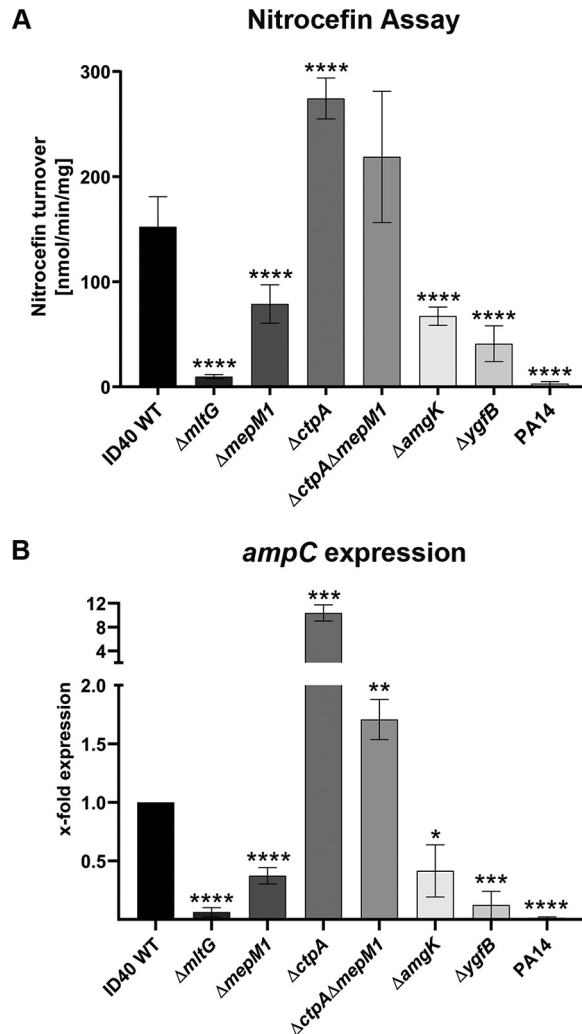 A
Nitrocefin Assay
Nitrocefin turnover
[nmol/min/mg]
300
200
100
0
****
****
****
****
****
****
ID40 WT
ΔmltG
ΔmepM1
ΔctpA
ΔctpAΔmepM1
ΔamgK
ΔygfB
PA14
B
ampC expression
x-fold expression
12
8
4
2.0
1.5
1.0
0.5
****
****
***
**
*
***
****
ID40 WT
ΔmltG
ΔmepM1
ΔctpA
ΔctpAΔmepM1
ΔamgK
ΔygfB
PA14